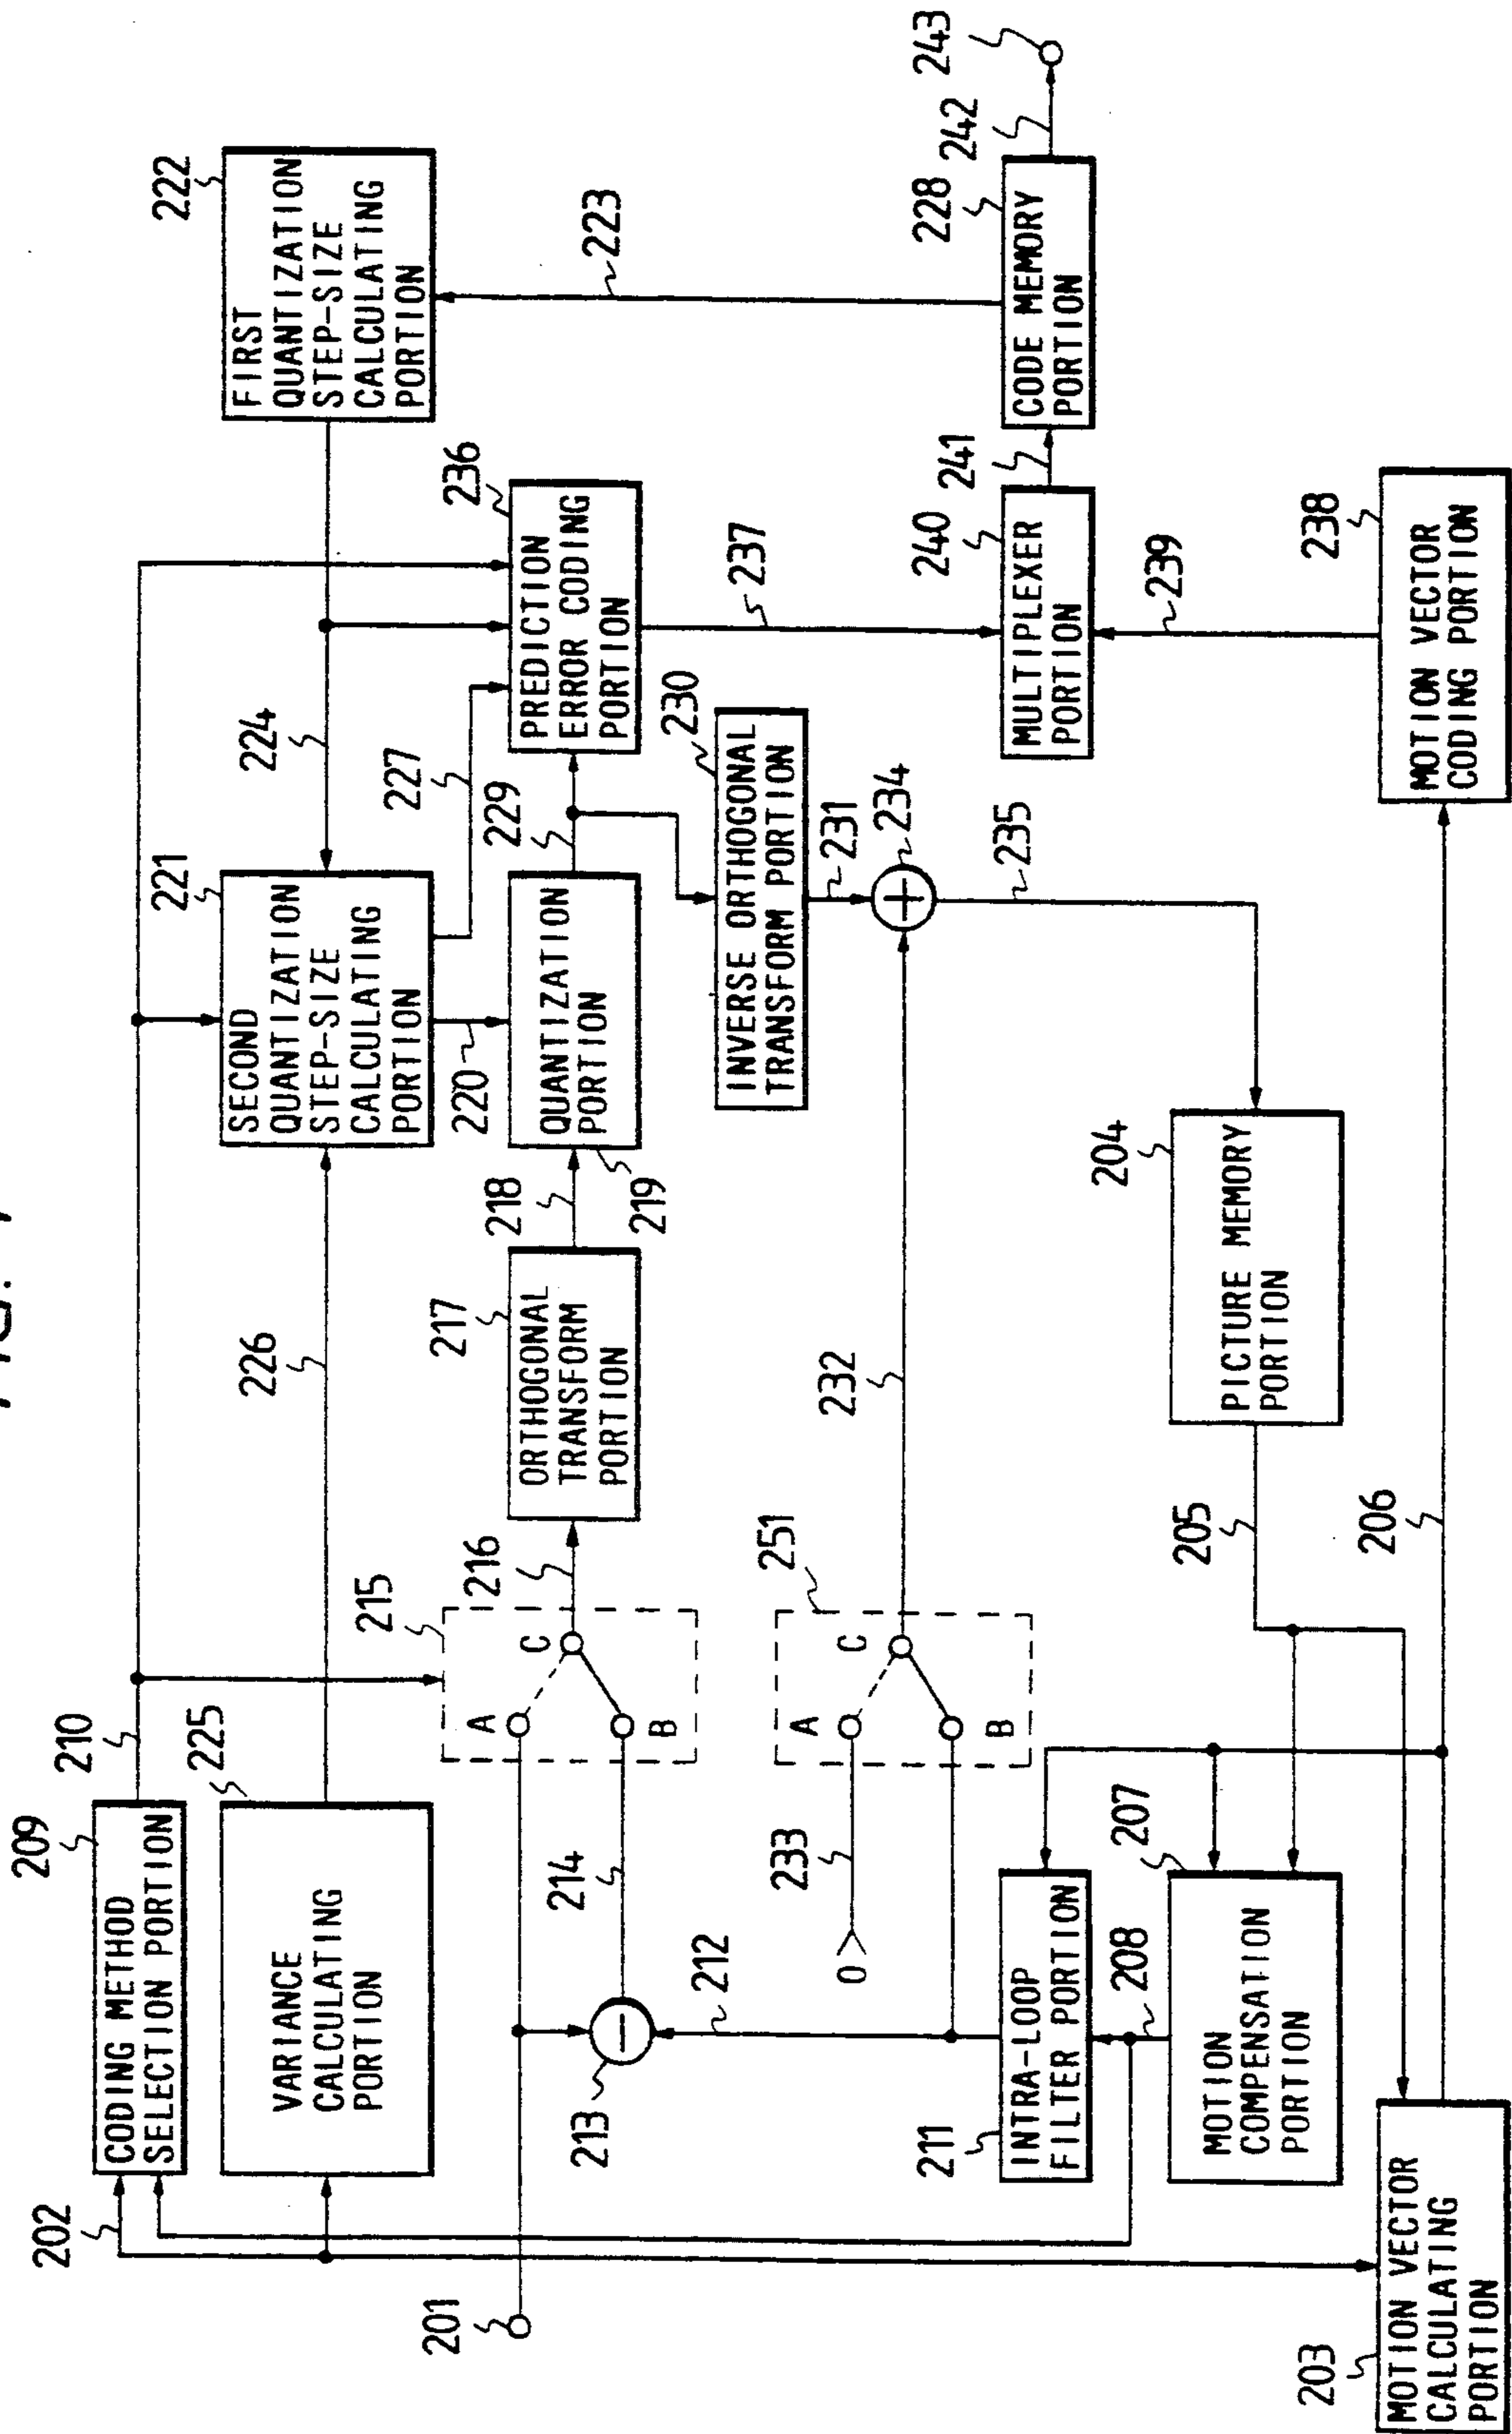 FIG.
202
209
CODING METHOD
SELECTION PORTION
210
225
VARIANCE
CALCULATING
PORTION
226
221
SECOND
QUANTIZATION
STEP-SIZE
CALCULATING
PORTION
224
222
FIRST
QUANTIZATION
STEP-SIZE
CALCULATING
PORTION
201
213
214
215
A
B
C
216
217
ORTHOGONAL
TRANSFORM
PORTION
218
219
QUANTIZATION
PORTION
220
227
229
236
PREDICTION
ERROR CODING
PORTION
223
212
0
233
251
A
B
C
232
230
INVERSE ORTHOGONAL
TRANSFORM PORTION
231
234
235
237
211
INTRA-LOOP
FILTER PORTION
208
207
MOTION
COMPENSATION
PORTION
205
204
PICTURE MEMORY
PORTION
240
MULTIPLEXER
PORTION
241
228
CODE MEMORY
PORTION
242
243
239
203
MOTION VECTOR
CALCULATING
PORTION
206
238
MOTION VECTOR
CODING PORTION